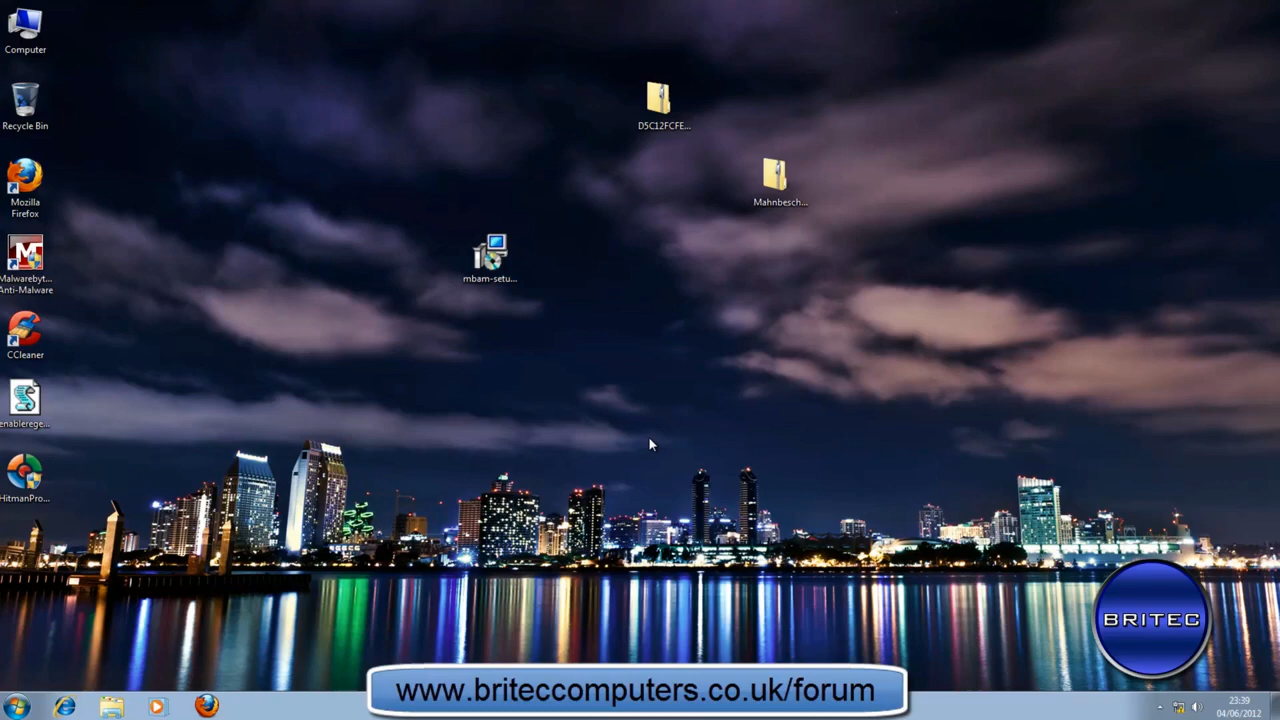 Computer
Recycle Bin
Mozilla
Firefox
Malwarebyt...
Anti-Malware
CCleaner
enablerege...
HitmanPro...
D5C12FCFE...
Mahnbesch...
mbam-setu...
BRITEC
www.briteccomputers.co.uk/forum
23:39
04/06/2012